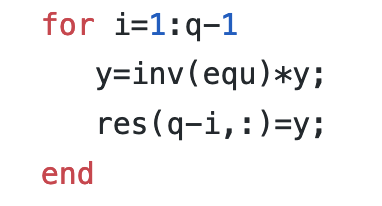 for i=1:q-1
y=inv(equ)*y;
res(q-i,:)=y;
end